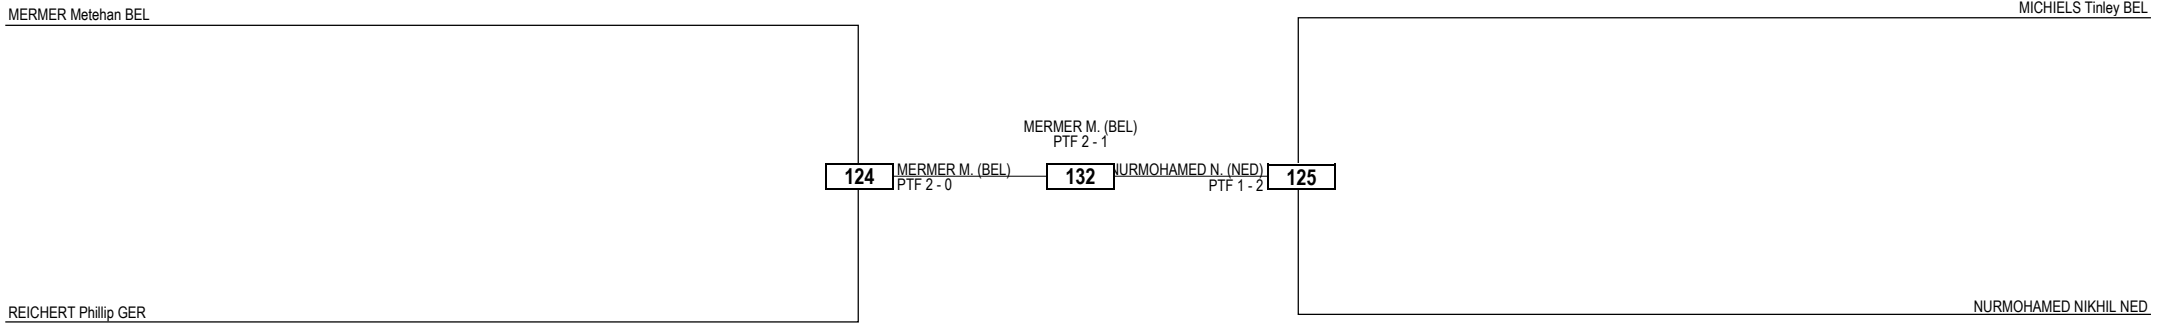 MERMER Metehan BEL
MICHIELS Tinley BEL
MERMER M. (BEL)
PTF 2 - 1
124
MERMER M. (BEL)
PTF 2 - 0
132
NURMOHAMED N. (NED)
PTF 1 - 2
125
REICHERT Phillip GER
NURMOHAMED NIKHIL NED